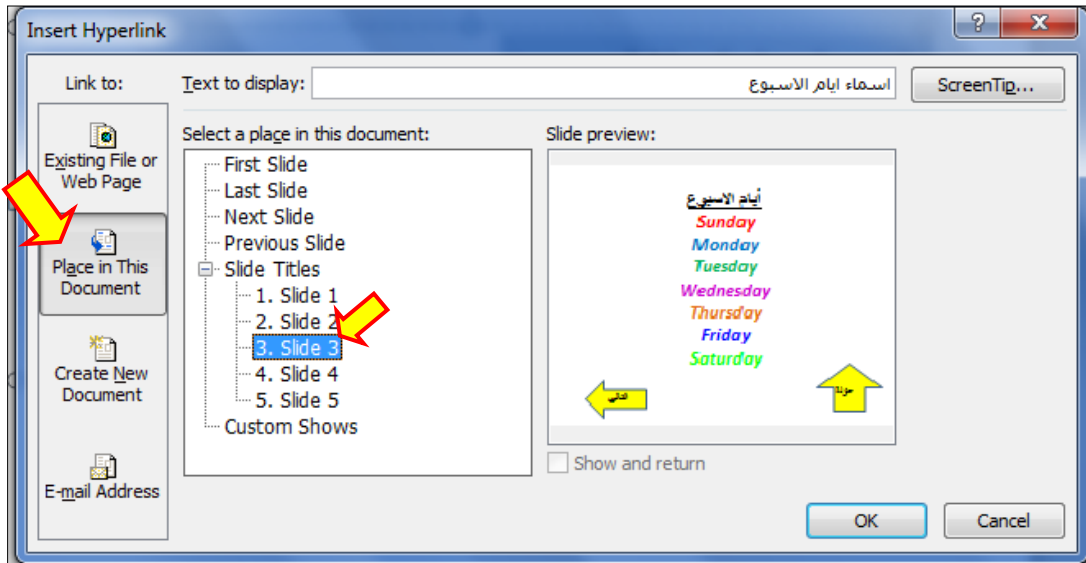 Insert Hyperlink
Link to:
Text to display: اسماء ايام الاسبوع
ScreenTip...
Existing File or
Web Page
Place in This
Document
Create New
Document
E-mail Address
Select a place in this document:
First Slide
Last Slide
Next Slide
Previous Slide
Slide Titles
1. Slide 1
2. Slide 2
3. Slide 3
4. Slide 4
5. Slide 5
Custom Shows
Slide preview:
أيام الاسبوع
Sunday
Monday
Tuesday
Wednesday
Thursday
Friday
Saturday
التالي
Show and return
OK
Cancel